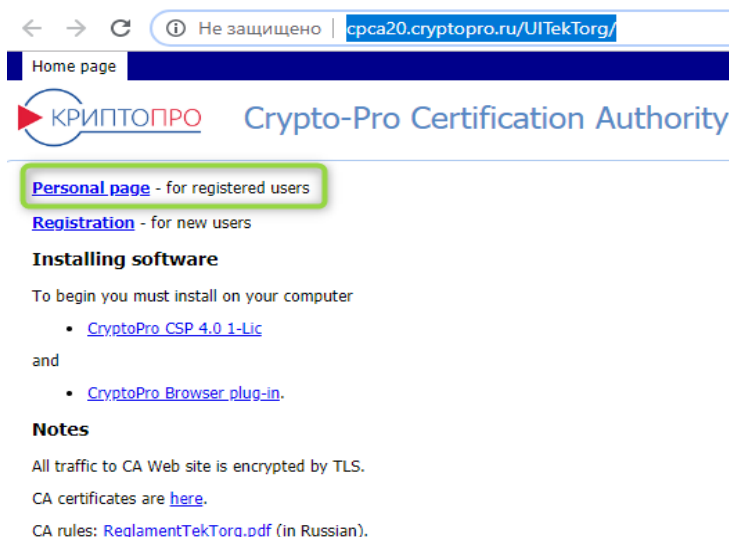 Не защищено
cpca20.cryptopro.ru/UITekTorg/
Home page
КРИПТОПРО
Crypto-Pro Certification Authority
Personal page - for registered users
Registration - for new users
Installing software
To begin you must install on your computer
CryptoPro CSP 4.0 1-Lic
and
CryptoPro Browser plug-in.
Notes
All traffic to CA Web site is encrypted by TLS.
CA certificates are here.
CA rules: ReglamentTekTorg.pdf (in Russian).